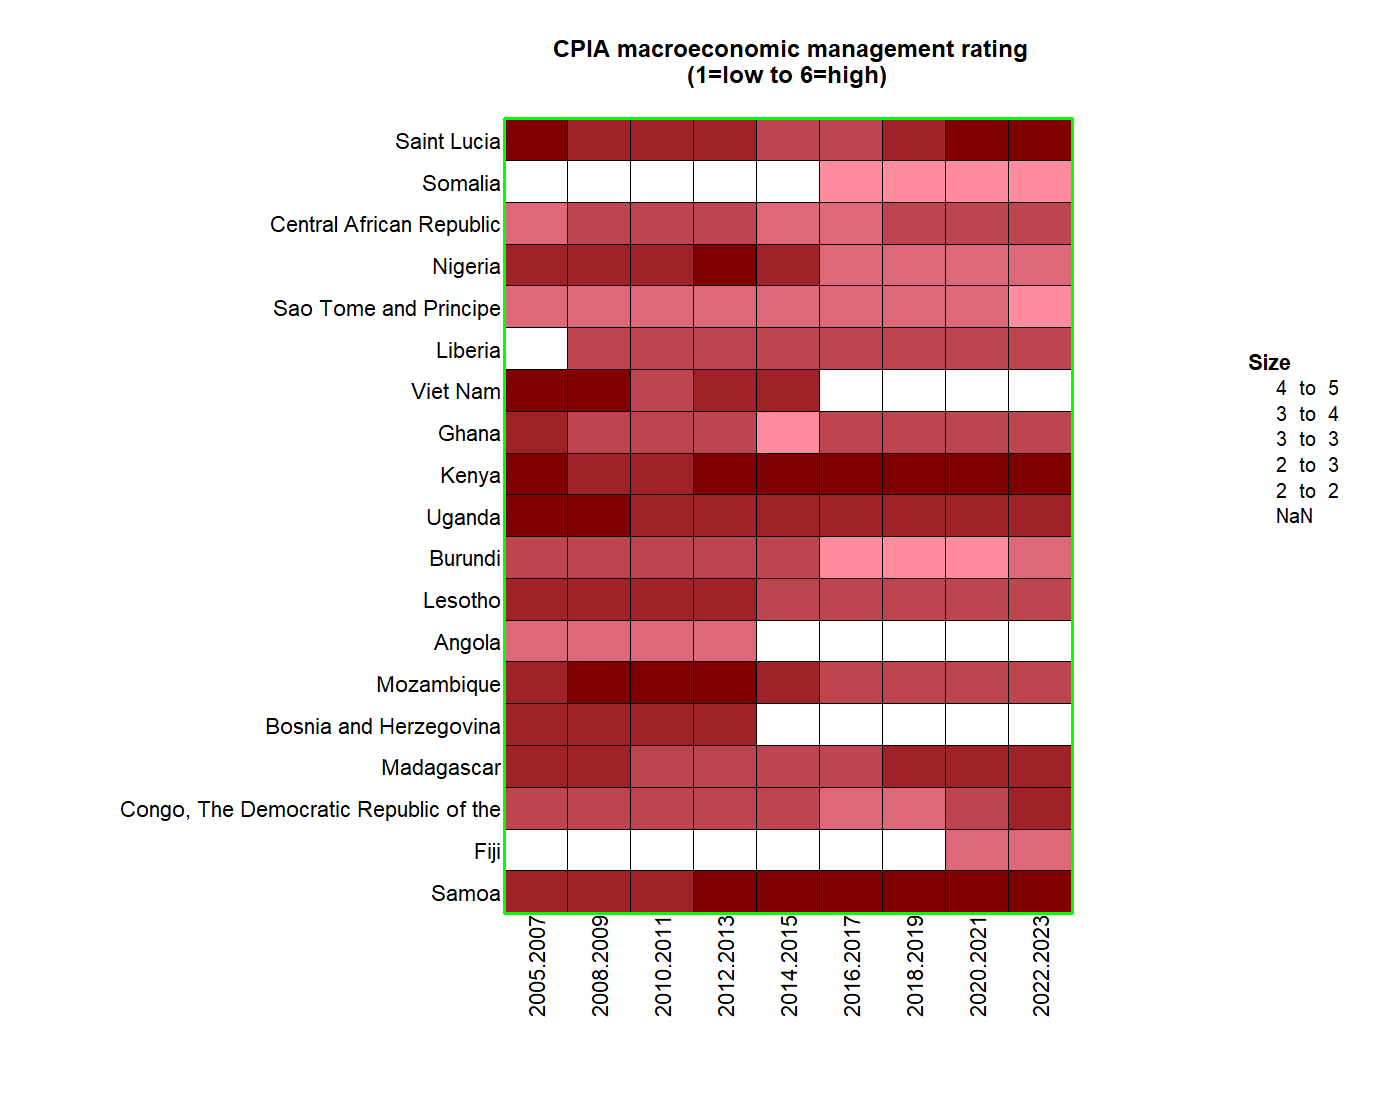 CPIA macroeconomic management rating
(1=low to 6=high)
Saint Lucia
Somalia
Central African Republic
Nigeria
Sao Tome and Principe
Liberia
Viet Nam
Ghana
Kenya
Uganda
Burundi
Lesotho
Angola
Mozambique
Bosnia and Herzegovina
Madagascar
Congo, The Democratic Republic of the
Fiji
Samoa
2005.2007
2008.2009
2010.2011
2012.2013
2014.2015
2016.2017
2018.2019
2020.2021
2022.2023
Size
4 to 5
3 to 4
3 to 3
2 to 3
2 to 2
NaN